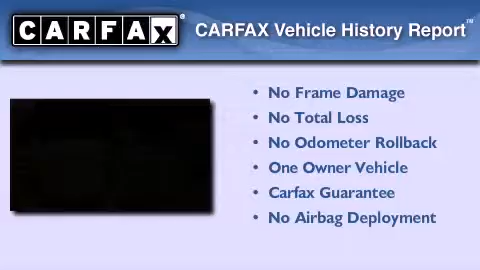 CARFAX® CARFAX Vehicle History Report™
• No Frame Damage
• No Total Loss
• No Odometer Rollback
• One Owner Vehicle
• Carfax Guarantee
• No Airbag Deployment